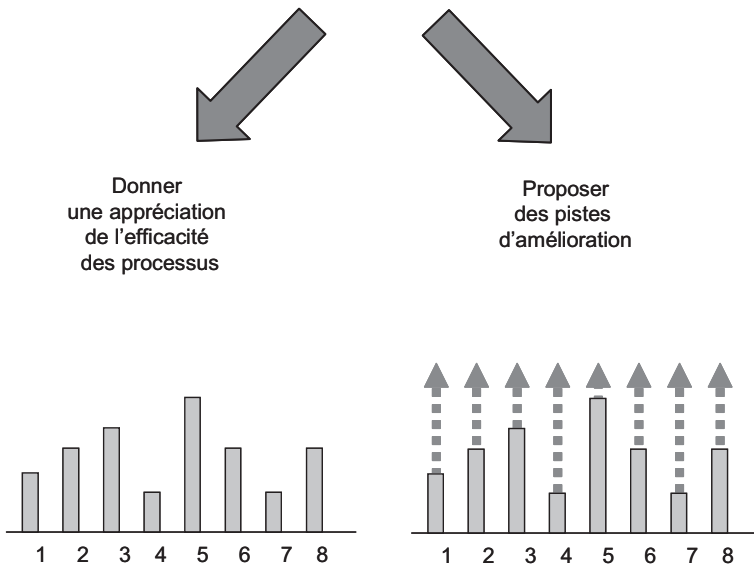 Donner
une appréciation
de l'efficacité
des processus
Proposer
des pistes
d'amélioration
1 2 3 4 5 6 7 8
1 2 3 4 5 6 7 8